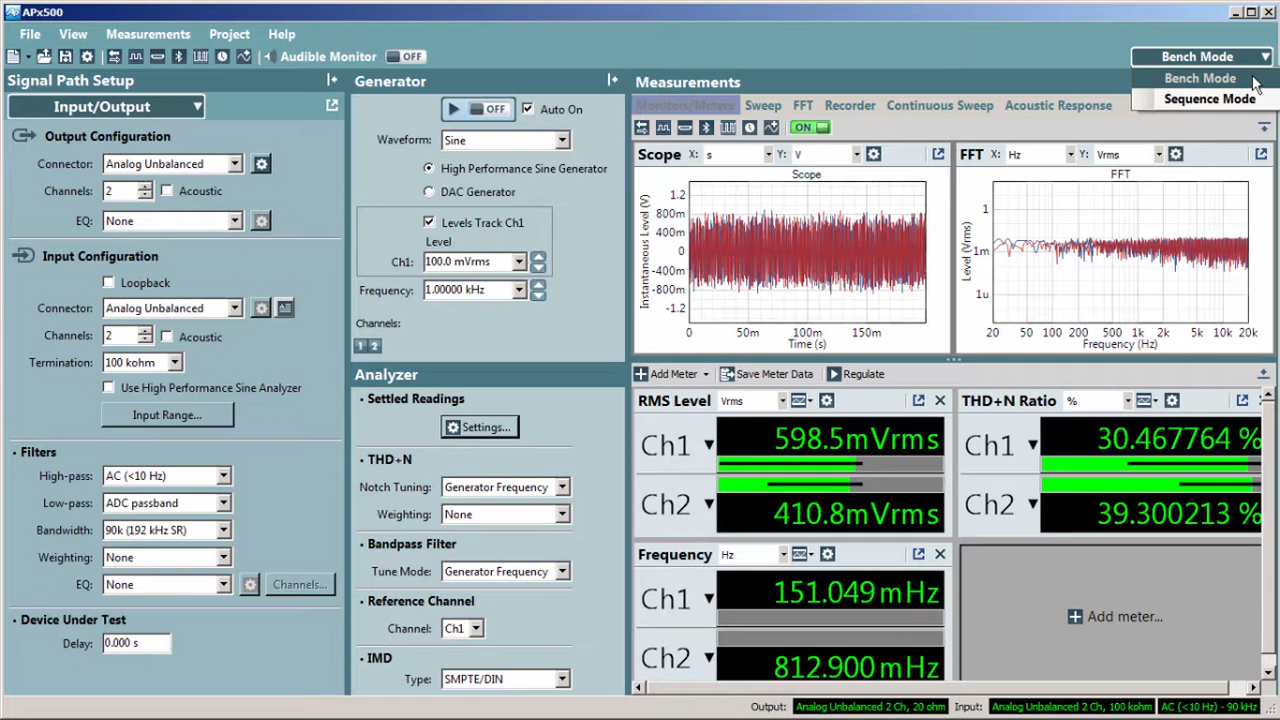 APx500
File View Measurements Project Help
Audible Monitor OFF
Bench Mode
Bench Mode
Sequence Mode
Signal Path Setup
Input/Output
Output Configuration
Connector: Analog Unbalanced
Channels: 2 Acoustic
EQ: None
Input Configuration
Loopback
Connector: Analog Unbalanced
Channels: 2 Acoustic
Termination: 100 kohm
Use High Performance Sine Analyzer
Input Range...
Filters
High-pass: AC (<10 Hz)
Low-pass: ADC passband
Bandwidth: 90k (192 kHz SR)
Weighting: None
EQ: None Channels...
Device Under Test
Delay: 0.000 s
Generator
OFF Auto On
Waveform: Sine
High Performance Sine Generator
DAC Generator
Levels Track Ch1
Level
Ch1: 100.0 mVrms
Frequency: 1.00000 kHz
Channels:
1 2
Analyzer
Settled Readings
Settings...
THD+N
Notch Tuning: Generator Frequency
Weighting: None
Bandpass Filter
Tune Mode: Generator Frequency
Reference Channel
Channel: Ch1
IMD
Type: SMPTE/DIN
Measurements
Monitors/Meters Sweep FFT Recorder Continuous Sweep Acoustic Response
ON
Scope X: s Y: V
Scope
Instantaneous Level (V)
1.2
800m
400m
0
-400m
-800m
-1.2
0 50m 100m 150m
Time (s)
FFT X: Hz Y: Vrms
FFT
Level (Vrms)
1
1m
1u
20 50 100 200 500 1k 2k 5k 10k 20k
Frequency (Hz)
Add Meter Save Meter Data Regulate
RMS Level Vrms
Ch1 598.5mVrms
Ch2 410.8mVrms
THD+N Ratio %
Ch1 30.467764 %
Ch2 39.300213 %
Frequency Hz
Ch1 151.049 mHz
Ch2 812.900 mHz
Add meter...
Output: Analog Unbalanced 2 Ch, 20 ohm Input: Analog Unbalanced 2 Ch, 100 kohm AC (<10 Hz) - 90 kHz